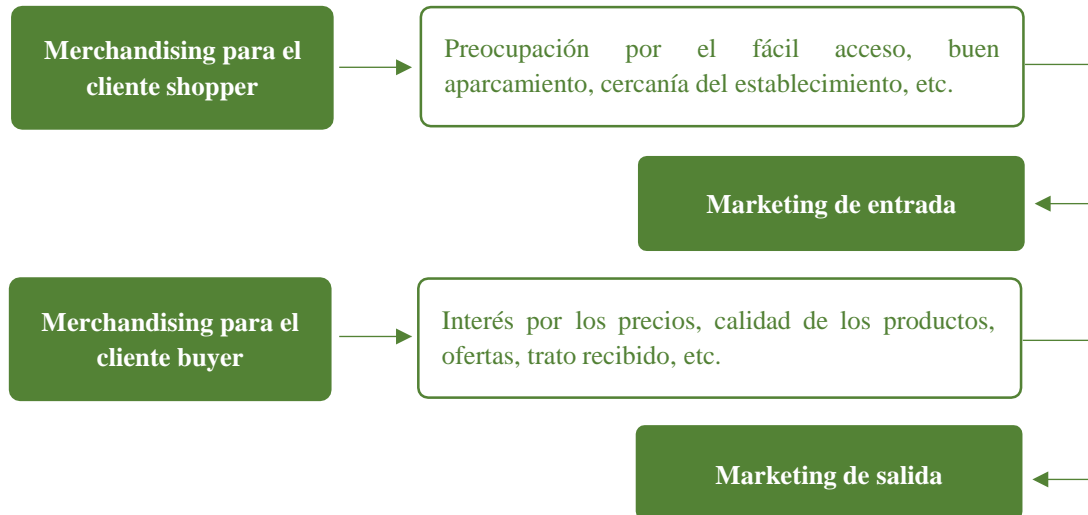 Merchandising para el
cliente shopper
Preocupación por el fácil acceso, buen
aparcamiento, cercanía del establecimiento, etc.
Marketing de entrada
Merchandising para el
cliente buyer
Interés por los precios, calidad de los productos,
ofertas, trato recibido, etc.
Marketing de salida